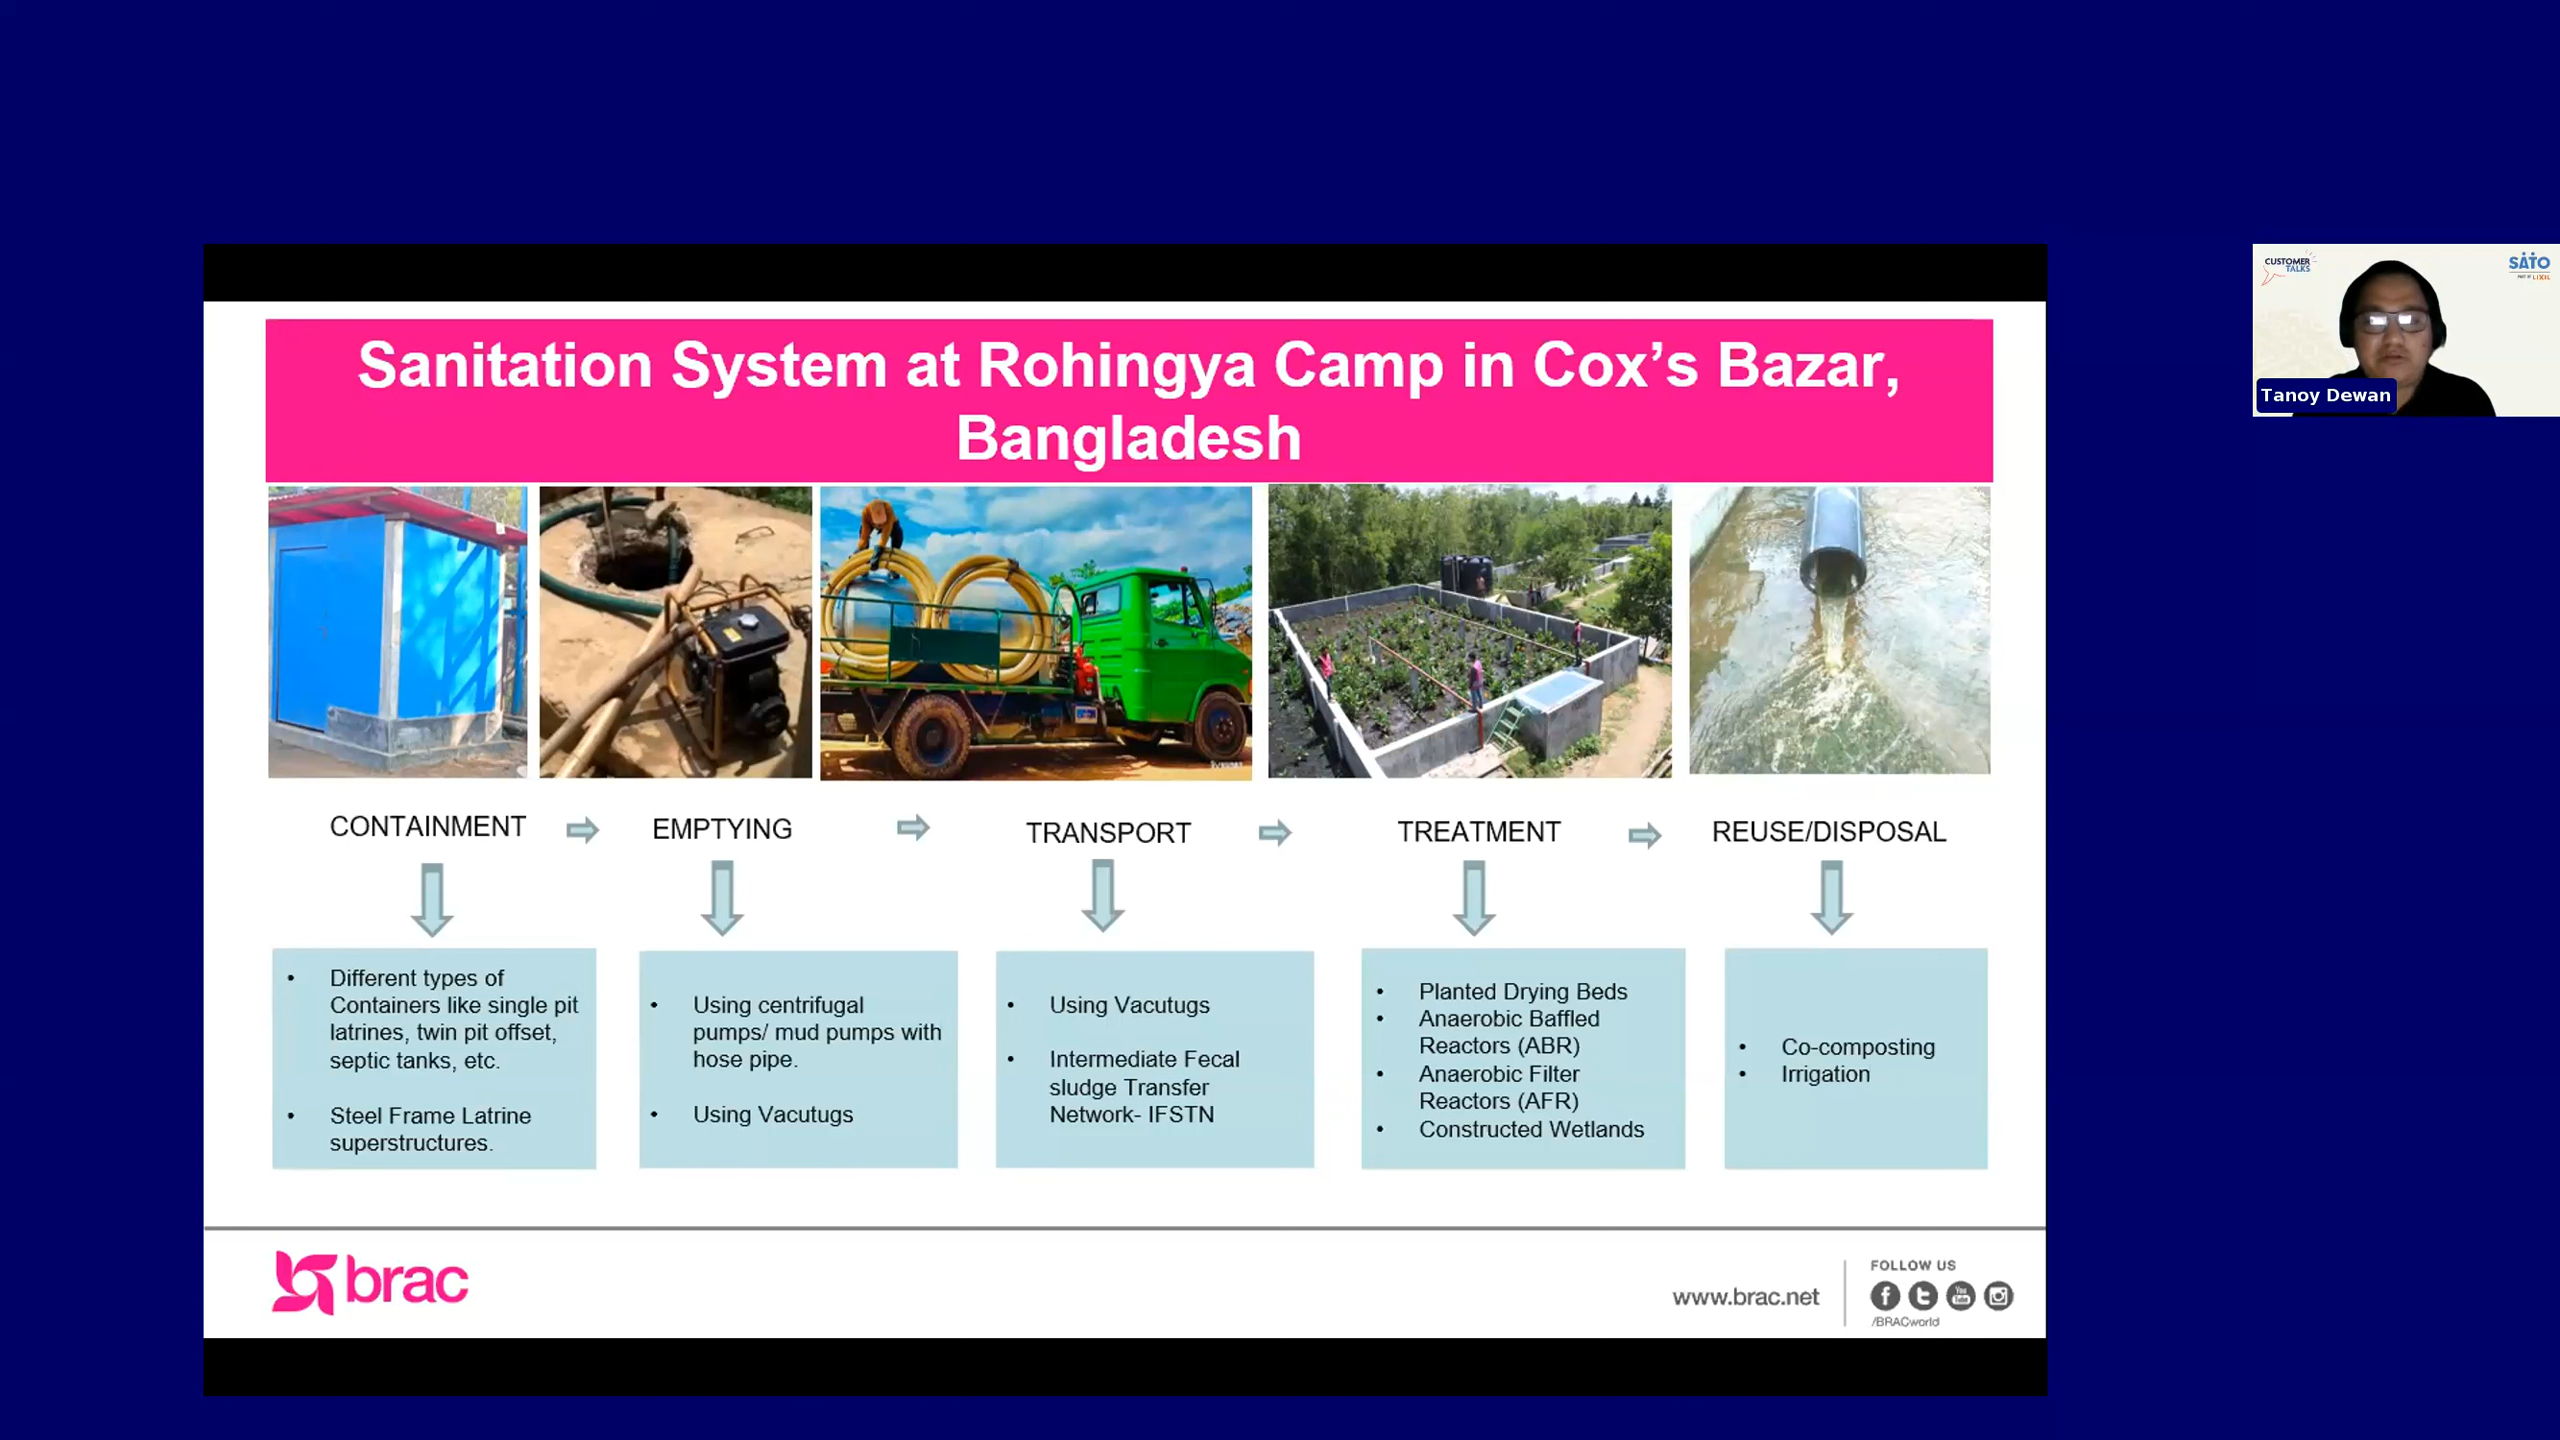 Sanitation System at Rohingya Camp in Cox’s Bazar,
Bangladesh
CONTAINMENT
EMPTYING
TRANSPORT
TREATMENT
REUSE/DISPOSAL
• Different types of
Containers like single pit
latrines, twin pit offset,
septic tanks, etc.
• Steel Frame Latrine
superstructures.
• Using centrifugal
pumps/ mud pumps with
hose pipe.
• Using Vacutugs
• Using Vacutugs
• Intermediate Fecal
sludge Transfer
Network- IFSTN
• Planted Drying Beds
• Anaerobic Baffled
Reactors (ABR)
• Anaerobic Filter
Reactors (AFR)
• Constructed Wetlands
• Co-composting
• Irrigation
brac
www.brac.net
FOLLOW US
You
Tube
/BRACworld
CUSTOMER
TALKS
SATO
PART OF LIXIL
Tanoy Dewan